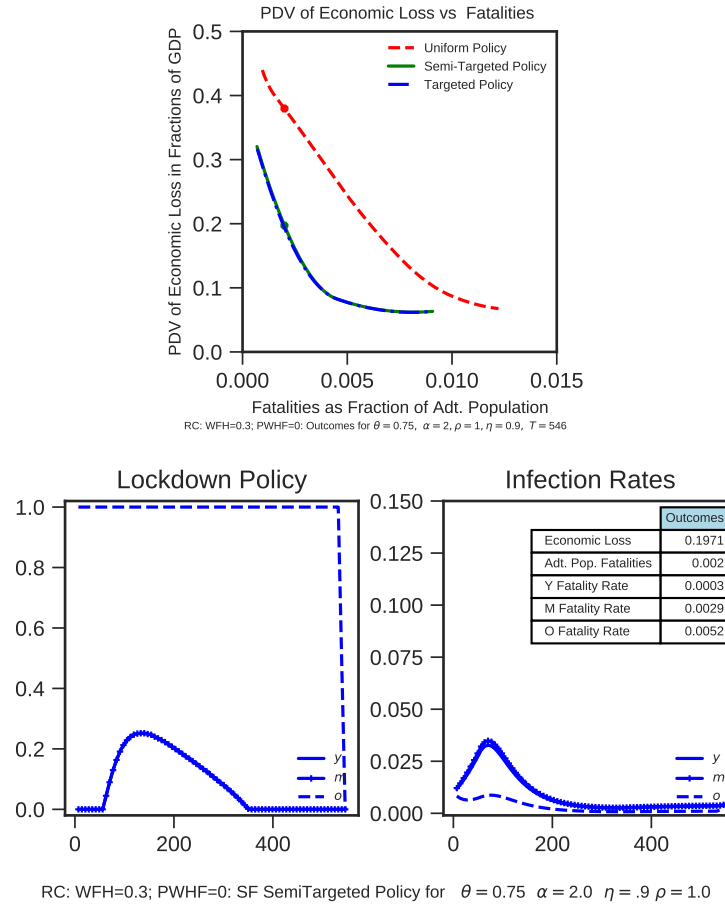 PDV of Economic Loss vs Fatalities
PDV of Economic Loss in Fractions of GDP
0.5
0.4
0.3
0.2
0.1
0.0
Uniform Policy
Semi-Targeted Policy
Targeted Policy
0.000 0.005 0.010 0.015
Fatalities as Fraction of Adt. Population
RC: WFH=0.3; PWHF=0: Outcomes for θ = 0.75, α = 2, ρ = 1, η = 0.9, T = 546
Lockdown Policy
1.0
0.8
0.6
0.4
0.2
0.0
y
m
o
0 200 400
Infection Rates
0.150
0.125
0.100
0.075
0.050
0.025
0.000
Outcomes
Economic Loss 0.1971
Adt. Pop. Fatalities 0.002
Y Fatality Rate 0.0003
M Fatality Rate 0.0029
O Fatality Rate 0.0052
y
m
o
0 200 400
RC: WFH=0.3; PWHF=0: SF SemiTargeted Policy for θ = 0.75 α = 2.0 η = .9 ρ = 1.0